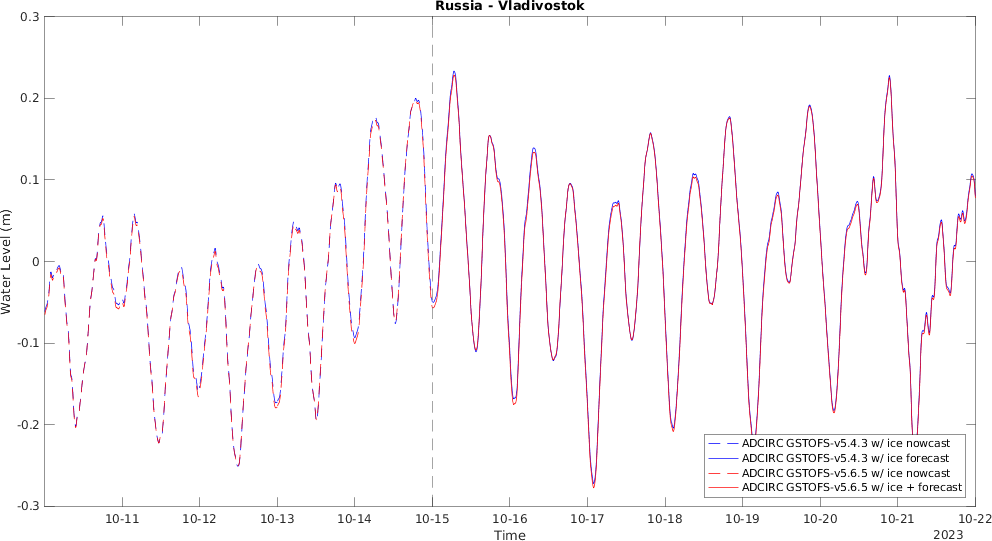 Russia - Vladivostok
0.3
0.2
0.1
0
-0.1
-0.2
-0.3
Water Level (m)
ADCIRC GSTOFS-v5.4.3 w/ ice nowcast
ADCIRC GSTOFS-v5.4.3 w/ ice forecast
ADCIRC GSTOFS-v5.6.5 w/ ice nowcast
ADCIRC GSTOFS-v5.6.5 w/ ice + forecast
10-11 10-12 10-13 10-14 10-15 10-16 10-17 10-18 10-19 10-20 10-21 10-22
Time
2023